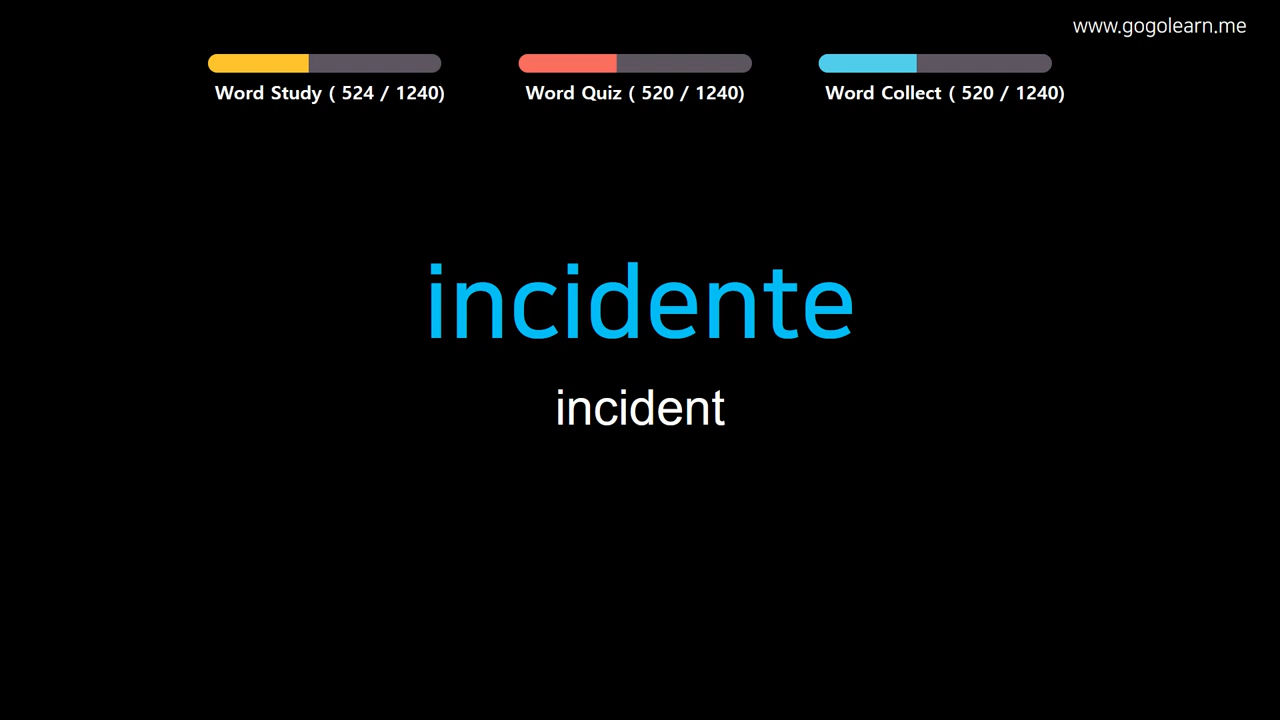 www.gogolearn.me
Word Study ( 524 / 1240)
Word Quiz ( 520 / 1240)
Word Collect ( 520 / 1240)
incidente
incident